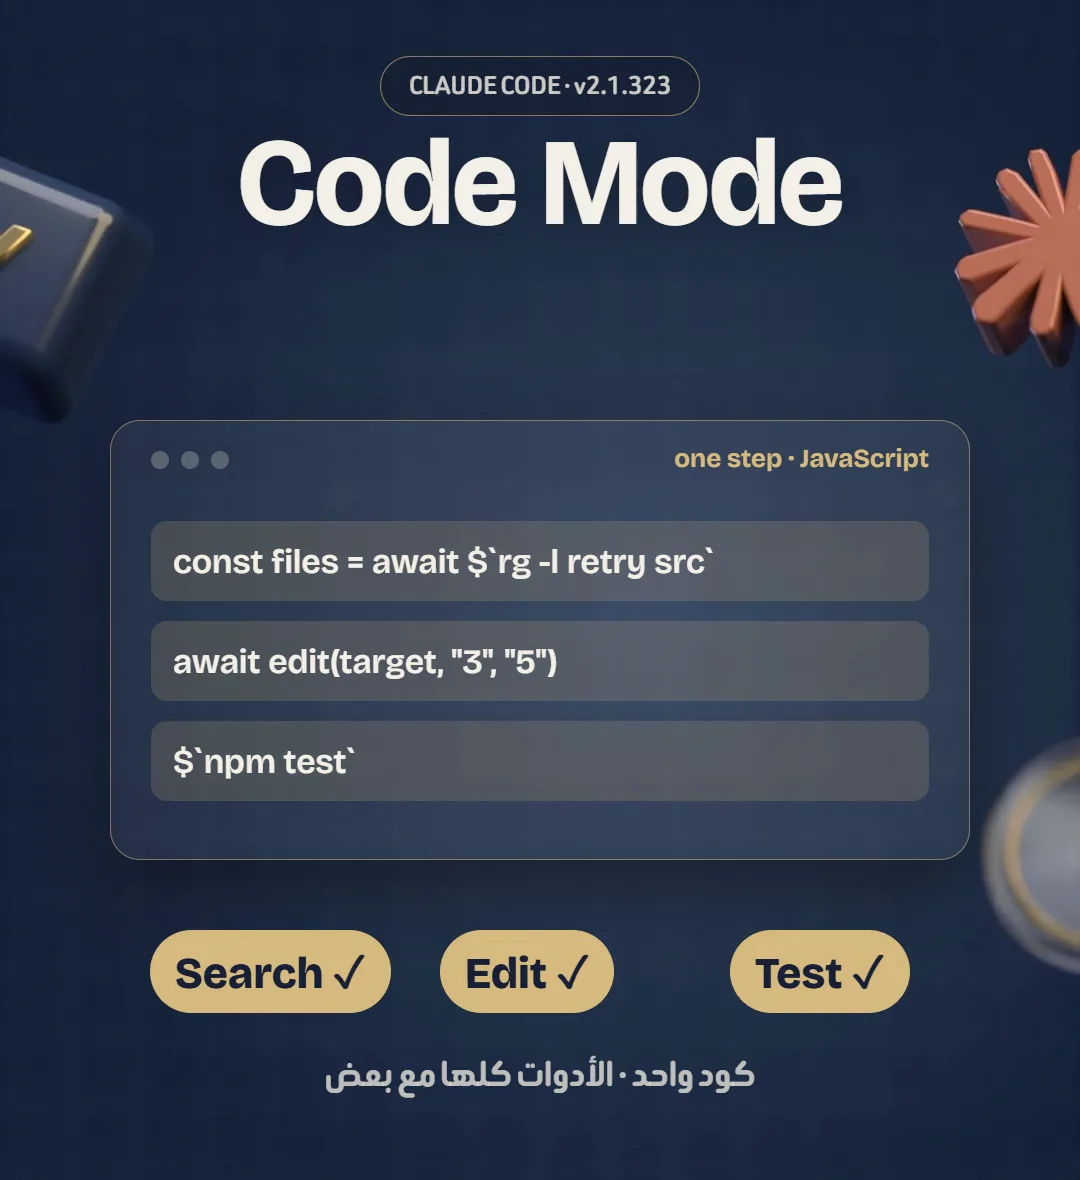 CLAUDE CODE · v2.1.323
Code Mode
one step · JavaScript
const files = await $`rg -l retry src`
await edit(target, "3", "5")
$`npm test`
Search ✓
Edit ✓
Test ✓
كود واحد · الأدوات كلها مع بعض